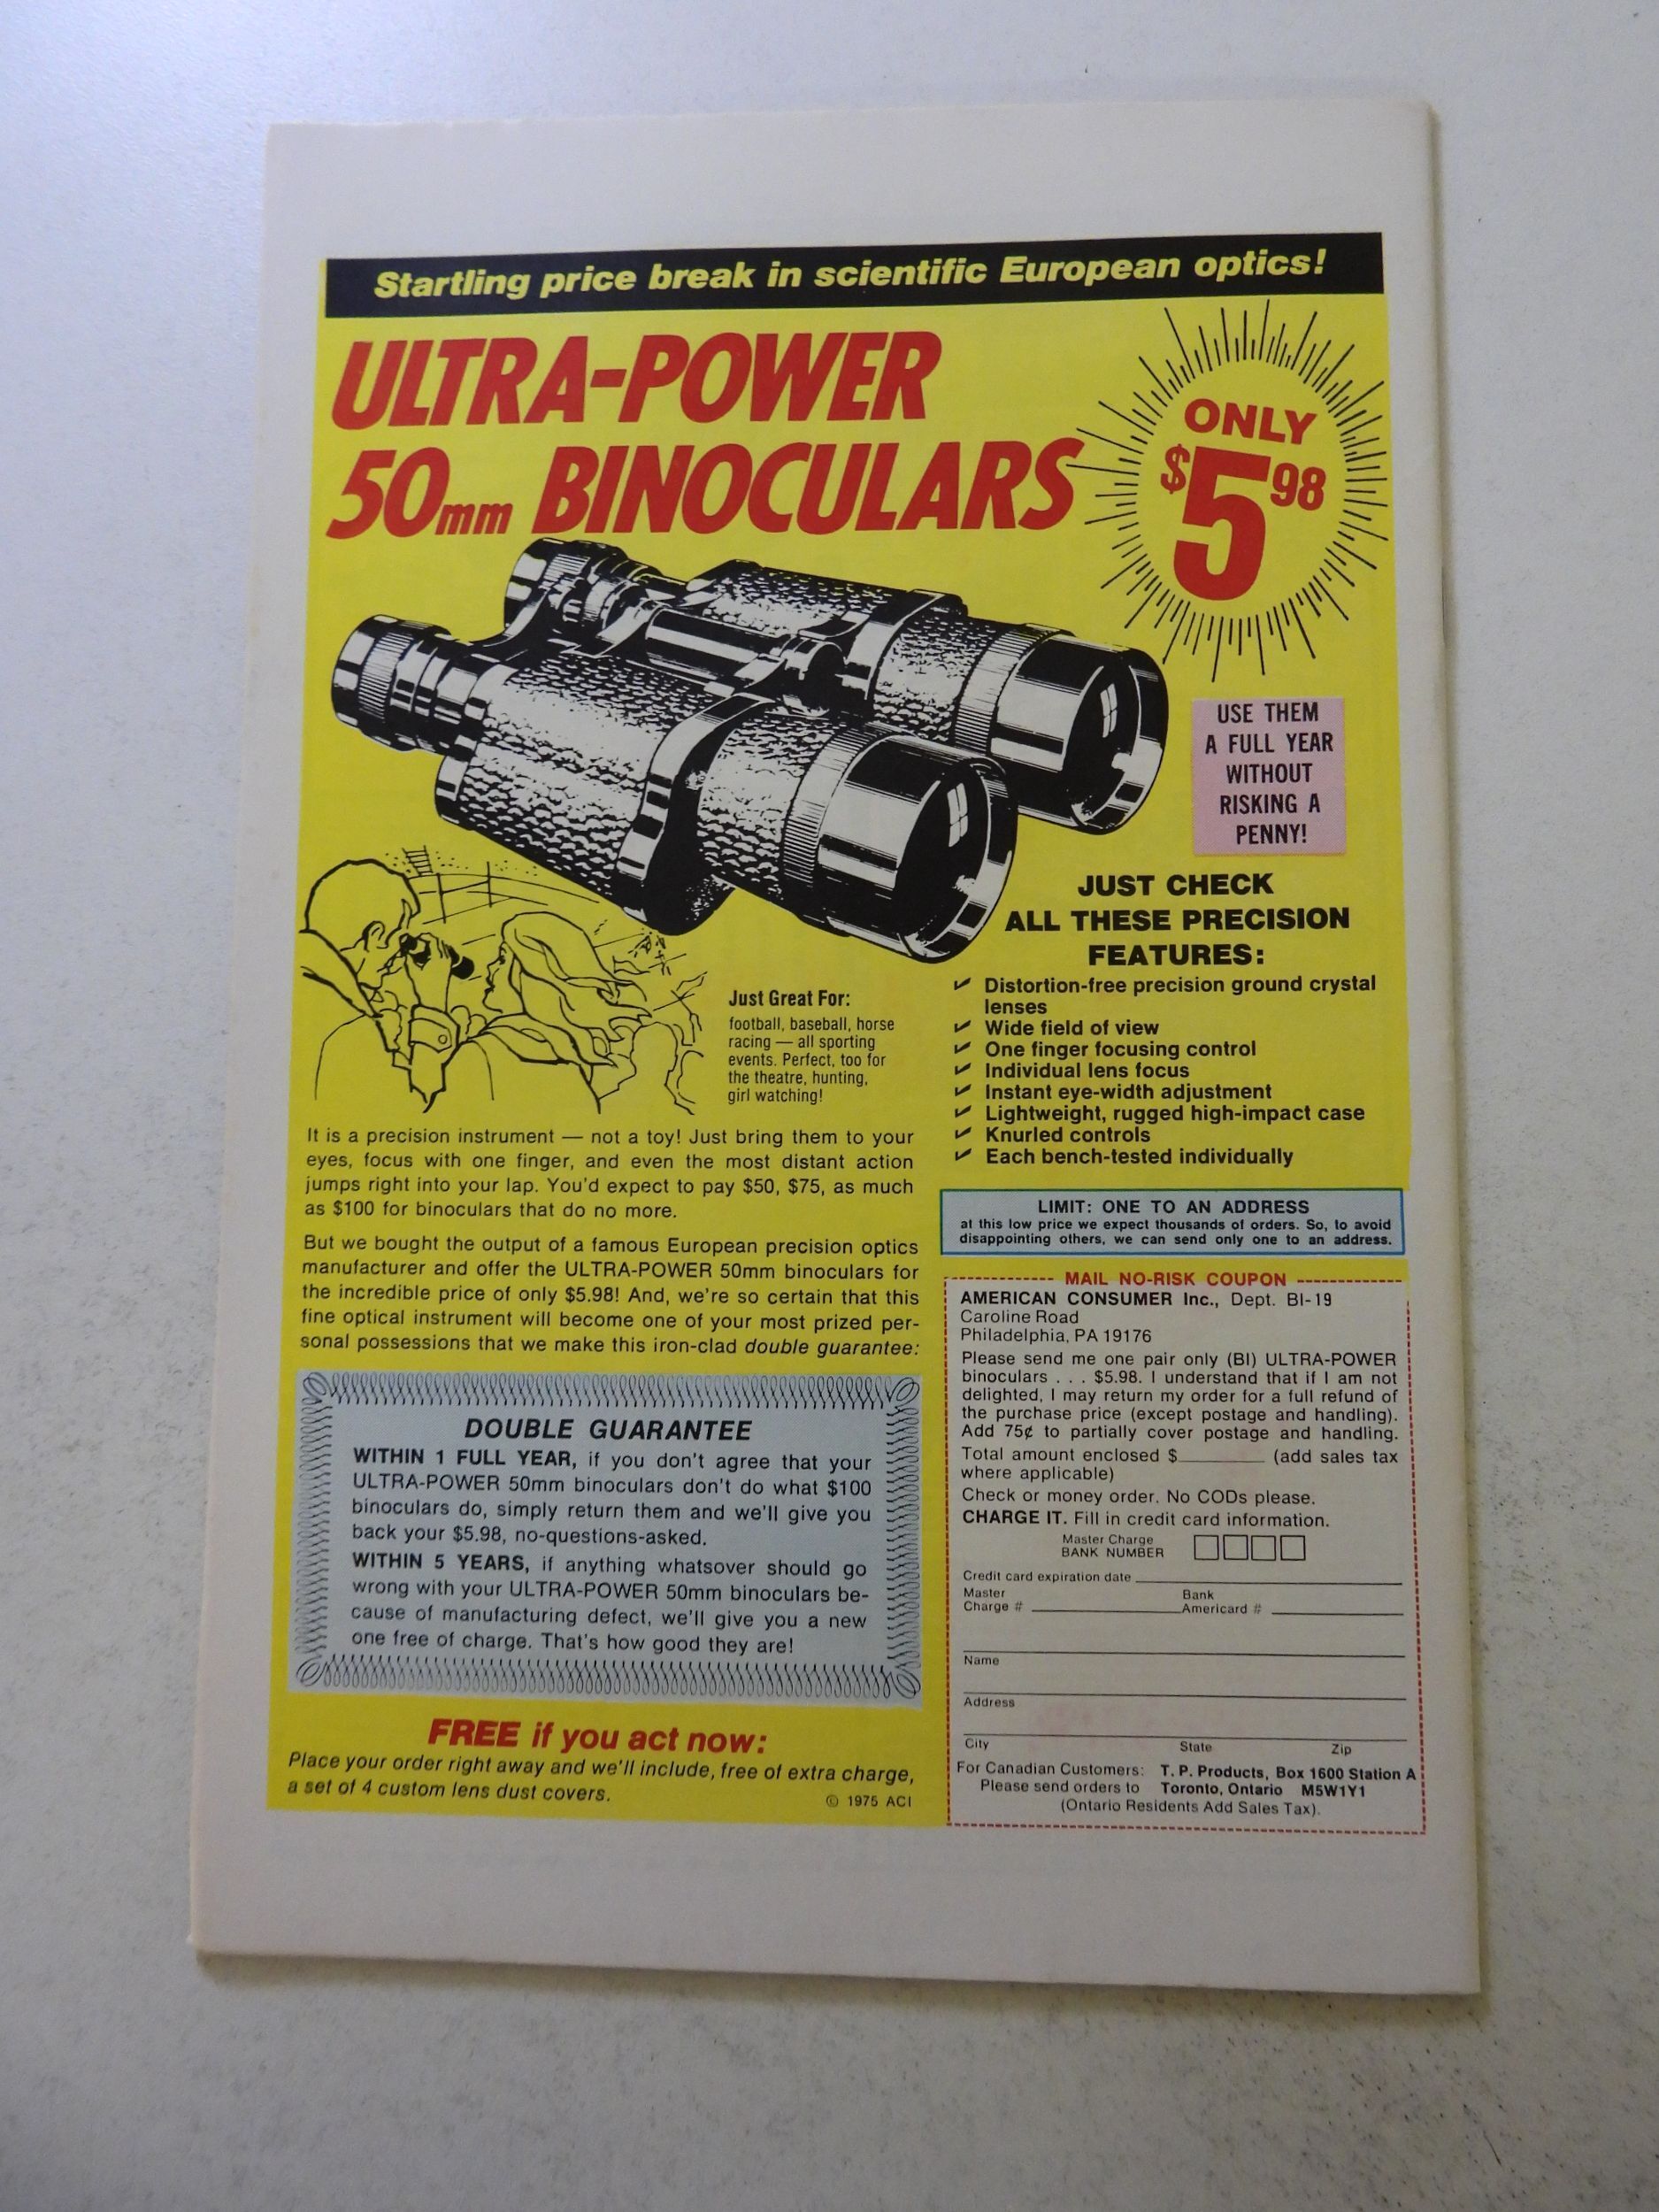 Startling price break in scientific European optics!
ULTRA-POWER
50mm BINOCULARS
ONLY
$5 98
USE THEM
A FULL YEAR
WITHOUT
RISKING A
PENNY!
JUST CHECK
ALL THESE PRECISION
FEATURES:
✓ Distortion-free precision ground crystal
lenses
✓ Wide field of view
✓ One finger focusing control
✓ Individual lens focus
✓ Instant eye-width adjustment
✓ Lightweight, rugged high-impact case
✓ Knurled controls
✓ Each bench-tested individually
Just Great For:
football, baseball, horse
racing — all sporting
events. Perfect, too for
the theatre, hunting,
girl watching!
It is a precision instrument — not a toy! Just bring them to your
eyes, focus with one finger, and even the most distant action
jumps right into your lap. You'd expect to pay $50, $75, as much
as $100 for binoculars that do no more.
But we bought the output of a famous European precision optics
manufacturer and offer the ULTRA-POWER 50mm binoculars for
the incredible price of only $5.98! And, we're so certain that this
fine optical instrument will become one of your most prized per-
sonal possessions that we make this iron-clad double guarantee:
DOUBLE GUARANTEE
WITHIN 1 FULL YEAR, if you don't agree that your
ULTRA-POWER 50mm binoculars don't do what $100
binoculars do, simply return them and we'll give you
back your $5.98, no-questions-asked.
WITHIN 5 YEARS, if anything whatsover should go
wrong with your ULTRA-POWER 50mm binoculars be-
cause of manufacturing defect, we'll give you a new
one free of charge. That's how good they are!
FREE if you act now:
Place your order right away and we'll include, free of extra charge,
a set of 4 custom lens dust covers.
© 1975 ACI
LIMIT: ONE TO AN ADDRESS
at this low price we expect thousands of orders. So, to avoid
disappointing others, we can send only one to an address.
MAIL NO-RISK COUPON
AMERICAN CONSUMER Inc., Dept. BI-19
Caroline Road
Philadelphia, PA 19176
Please send me one pair only (BI) ULTRA-POWER
binoculars . . . $5.98. I understand that if I am not
delighted, I may return my order for a full refund of
the purchase price (except postage and handling).
Add 75¢ to partially cover postage and handling.
Total amount enclosed $________ (add sales tax
where applicable)
Check or money order. No CODs please.
CHARGE IT. Fill in credit card information.
Master Charge
BANK NUMBER
Credit card expiration date
Master Bank
Charge # Americard #
Name
Address
City State Zip
For Canadian Customers: T. P. Products, Box 1600 Station A
Please send orders to Toronto, Ontario M5W1Y1
(Ontario Residents Add Sales Tax).